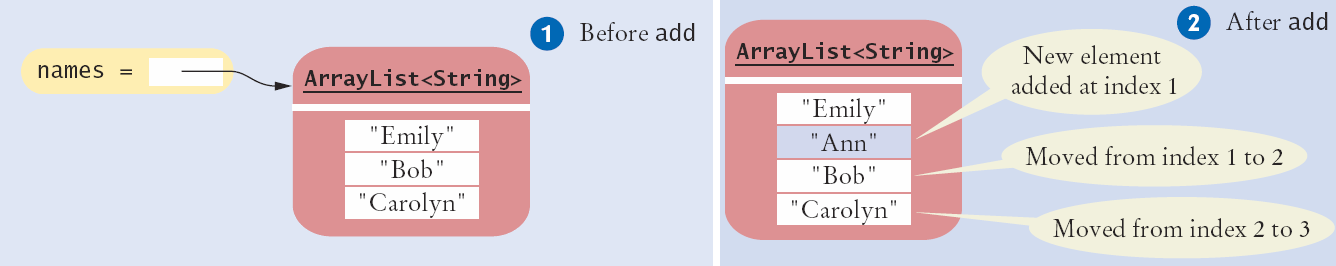 1 Before add
names =
ArrayList<String>
"Emily"
"Bob"
"Carolyn"
2 After add
ArrayList<String>
"Emily"
"Ann"
"Bob"
"Carolyn"
New element
added at index 1
Moved from index 1 to 2
Moved from index 2 to 3